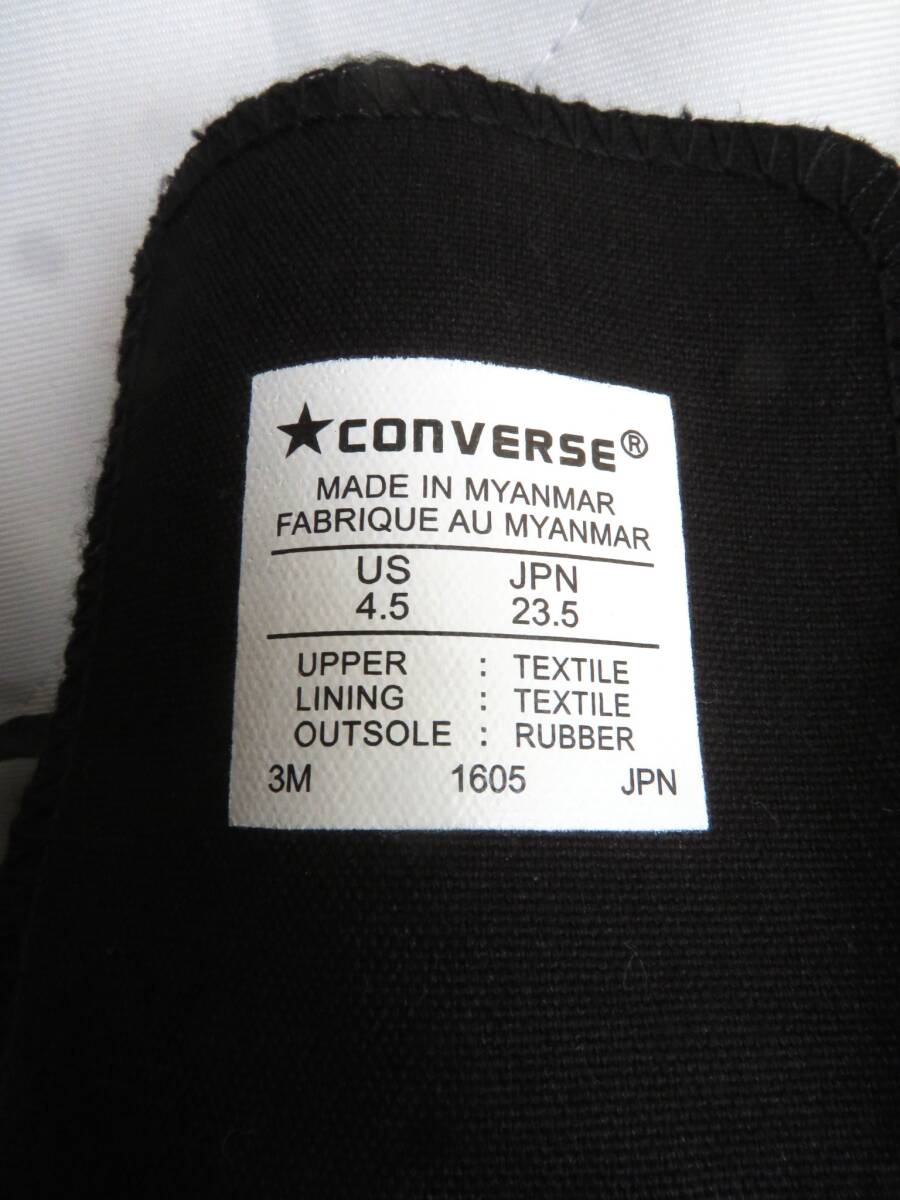 ★CONVERSE®
MADE IN MYANMAR
FABRIQUE AU MYANMAR
US JPN
4.5 23.5
UPPER : TEXTILE
LINING : TEXTILE
OUTSOLE : RUBBER
3M 1605 JPN